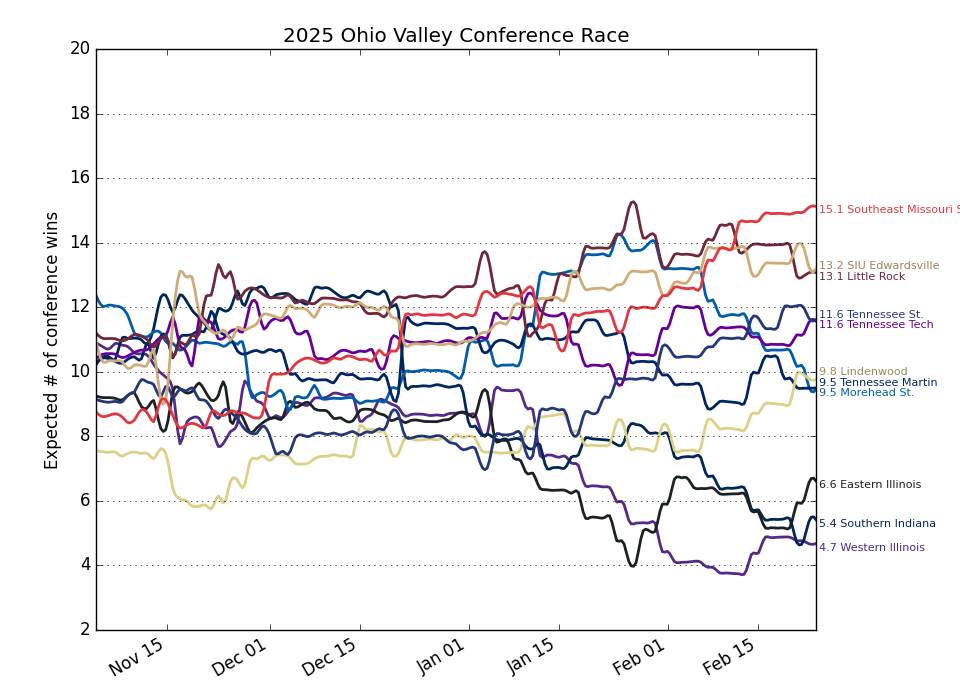 2025 Ohio Valley Conference Race
Expected # of conference wins
20
18
16
14
12
10
8
6
4
2
Nov 15
Dec 01
Dec 15
Jan 01
Jan 15
Feb 01
Feb 15
15.1 Southeast Missouri S
13.2 SIU Edwardsville
13.1 Little Rock
11.6 Tennessee St.
11.6 Tennessee Tech
9.8 Lindenwood
9.5 Tennessee Martin
9.5 Morehead St.
6.6 Eastern Illinois
5.4 Southern Indiana
4.7 Western Illinois